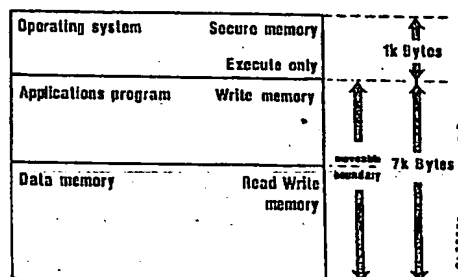 Operating system Secure memory
1k Bytes
Execute only
Applications program Write memory
moveable
boundary
7k Bytes
Data memory Read Write
memory